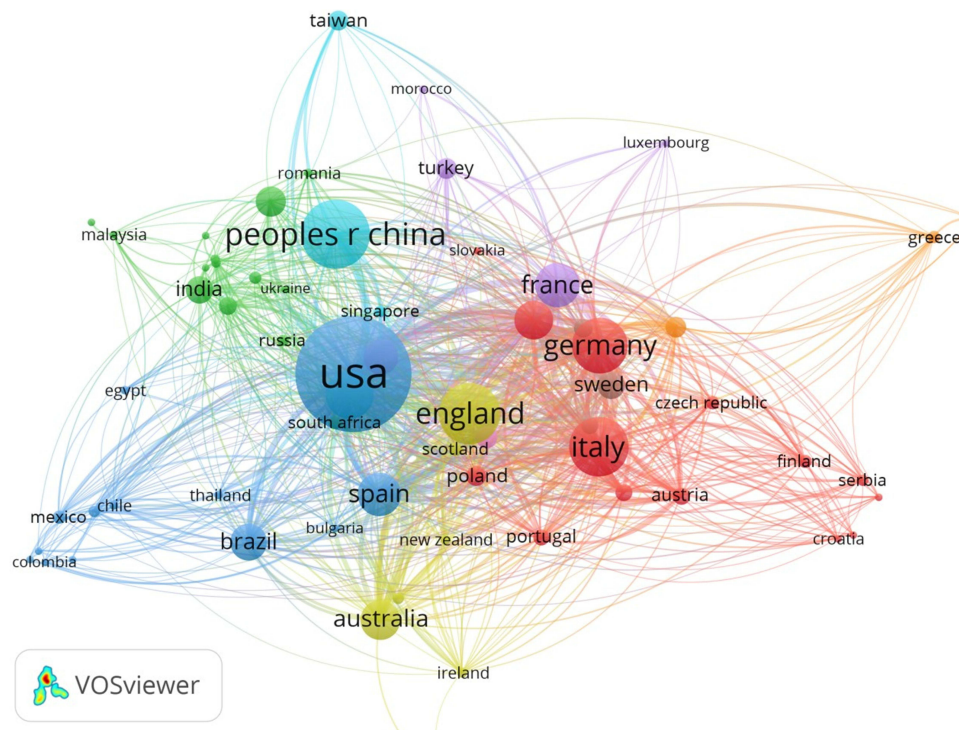 taiwan
morocco
luxembourg
turkey
romania
malaysia
peoples r china
slovakia
greece
india
ukraine
france
singapore
russia
germany
usa
sweden
egypt
czech republic
england
south africa
scotland
italy
poland
finland
serbia
spain
thailand
austria
chile
mexico
bulgaria
brazil
new zealand
portugal
croatia
colombia
australia
ireland
VOSviewer